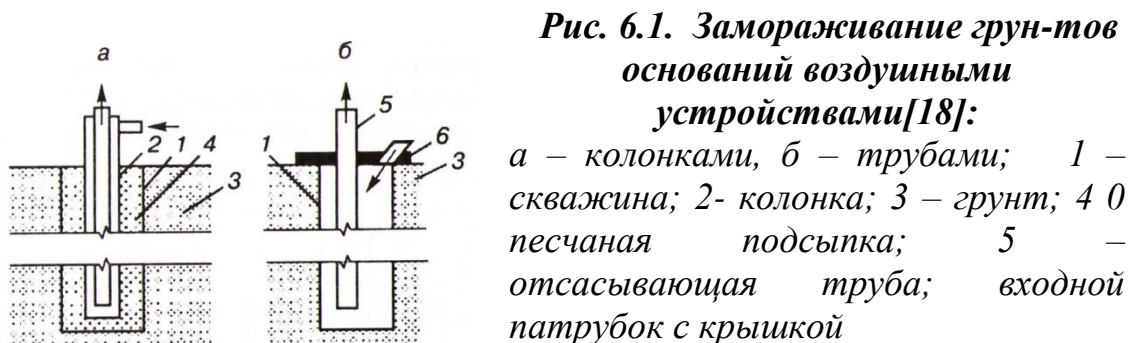 а
б
5
6
2
1
4
3
1
3
Рис. 6.1. Замораживание грун-тов
оснований воздушными
устройствами[18]:
а – колонками, б – трубами; 1 –
скважина; 2- колонка; 3 – грунт; 4 0
песчаная подсыпка; 5 –
отсасывающая труба; входной
патрубок с крышкой